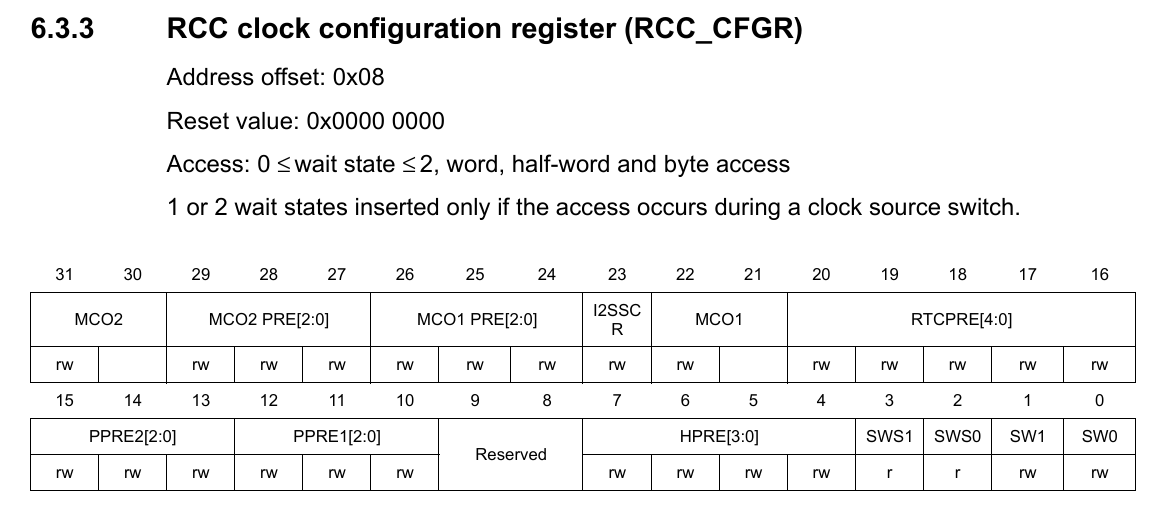 6.3.3 RCC clock configuration register (RCC_CFGR)
Address offset: 0x08
Reset value: 0x0000 0000
Access: 0 ≤ wait state ≤ 2, word, half-word and byte access
1 or 2 wait states inserted only if the access occurs during a clock source switch.
31 30 29 28 27 26 25 24 23 22 21 20 19 18 17 16
MCO2 MCO2 PRE[2:0] MCO1 PRE[2:0] I2SSC MCO1 RTCPRE[4:0]
R
rw rw rw rw rw rw rw rw rw rw rw rw rw rw
15 14 13 12 11 10 9 8 7 6 5 4 3 2 1 0
PPRE2[2:0] PPRE1[2:0] Reserved HPRE[3:0] SWS1 SWS0 SW1 SW0
rw rw rw rw rw rw rw rw rw rw r r rw rw